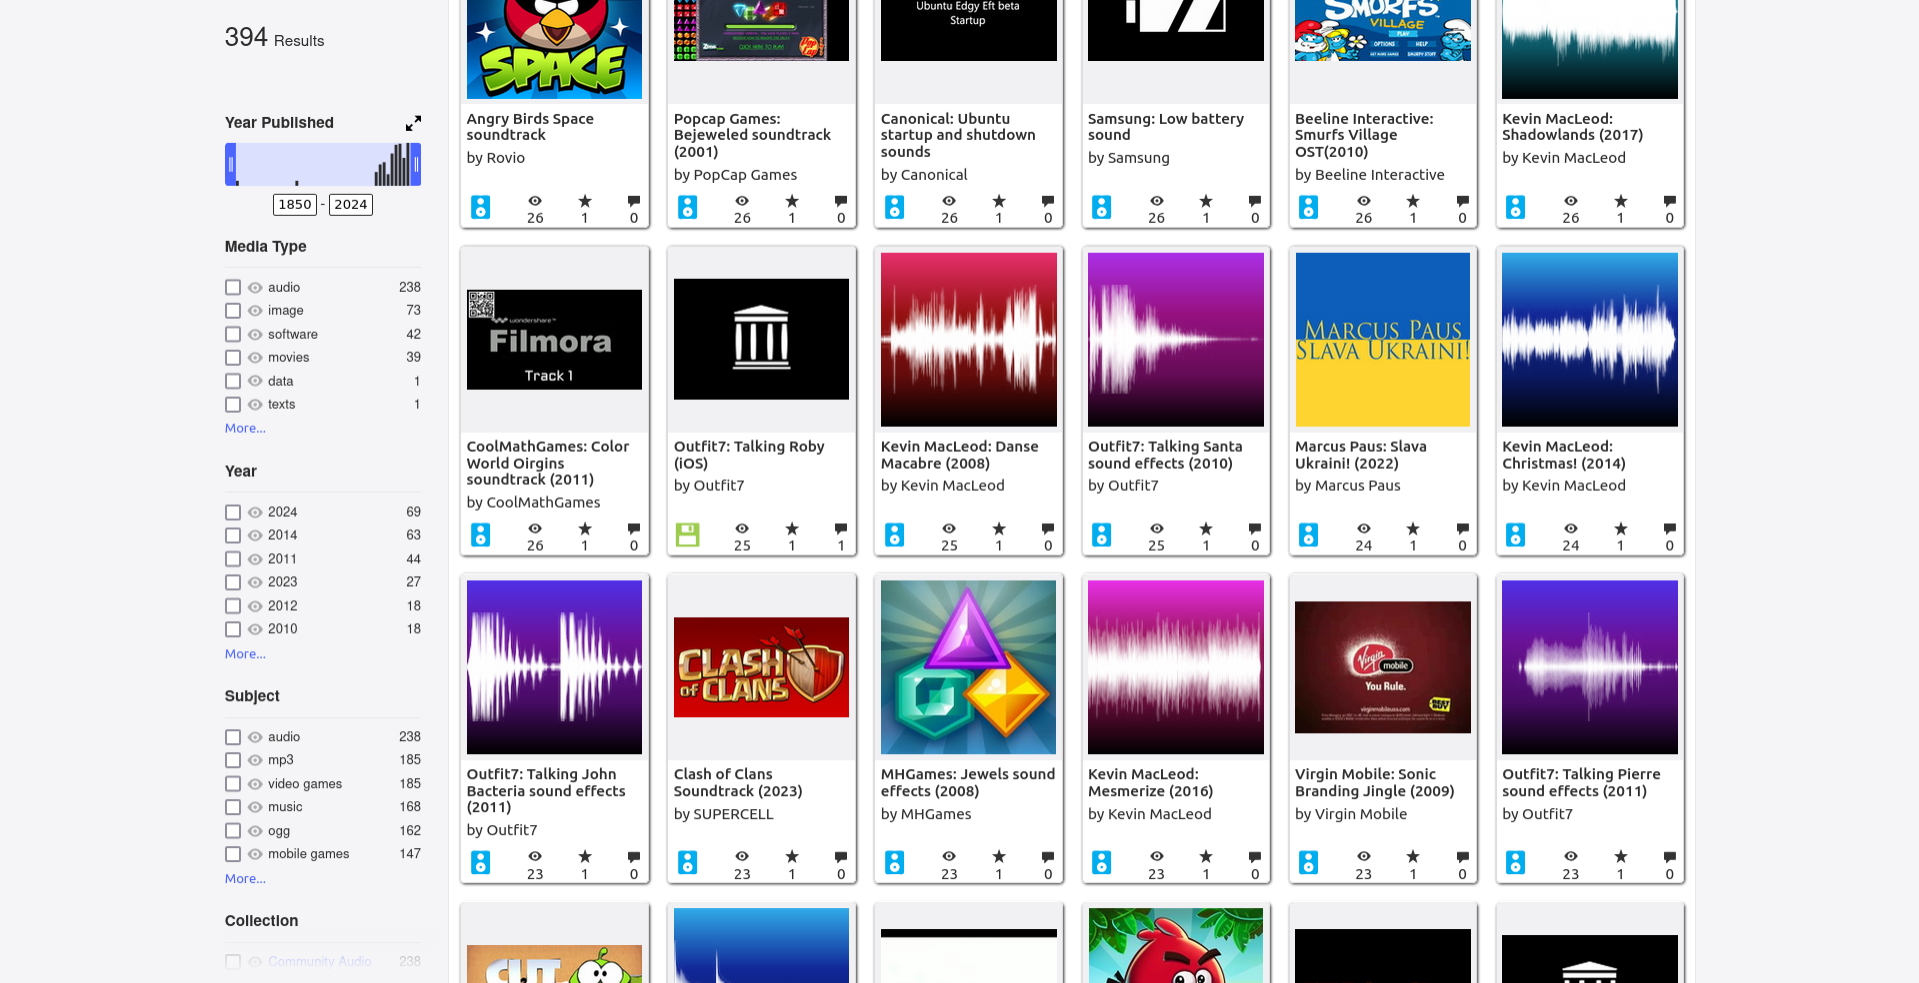 394 Results
Year Published
1850 - 2024
Media Type
audio 238
image 73
software 42
movies 39
data 1
texts 1
More...
Year
2024 69
2014 63
2011 44
2023 27
2012 18
2010 18
More...
Subject
audio 238
mp3 185
video games 185
music 168
ogg 162
mobile games 147
More...
Collection
Community Audio 238
SPACE
Ubuntu Edgy Eft beta
Startup
SMURFS
VILLAGE
PLAY
OPTIONS HELP
Angry Birds Space
soundtrack
by Rovio
26 1 0
Popcap Games:
Bejeweled soundtrack
(2001)
by PopCap Games
26 1 0
Canonical: Ubuntu
startup and shutdown
sounds
by Canonical
26 1 0
Samsung: Low battery
sound
by Samsung
26 1 0
Beeline Interactive:
Smurfs Village
OST(2010)
by Beeline Interactive
26 1 0
Kevin MacLeod:
Shadowlands (2017)
by Kevin MacLeod
26 1 0
wondershare™
Filmora
Track 1
CoolMathGames: Color
World Oirgins
soundtrack (2011)
by CoolMathGames
26 1 0
Outfit7: Talking Roby
(iOS)
by Outfit7
25 1 1
Kevin MacLeod: Danse
Macabre (2008)
by Kevin MacLeod
25 1 0
Outfit7: Talking Santa
sound effects (2010)
by Outfit7
25 1 0
MARCUS PAUS
SLAVA UKRAINI!
Marcus Paus: Slava
Ukraini! (2022)
by Marcus Paus
24 1 0
Kevin MacLeod:
Christmas! (2014)
by Kevin MacLeod
24 1 0
Outfit7: Talking John
Bacteria sound effects
(2011)
by Outfit7
23 1 0
CLASH
OF CLANS
Clash of Clans
Soundtrack (2023)
by SUPERCELL
23 1 0
MHGames: Jewels sound
effects (2008)
by MHGames
23 1 0
Kevin MacLeod:
Mesmerize (2016)
by Kevin MacLeod
23 1 0
Virgin mobile
You Rule.
virginmobileusa.com
BEST BUY
Virgin Mobile: Sonic
Branding Jingle (2009)
by Virgin Mobile
23 1 0
Outfit7: Talking Pierre
sound effects (2011)
by Outfit7
23 1 0
CUT